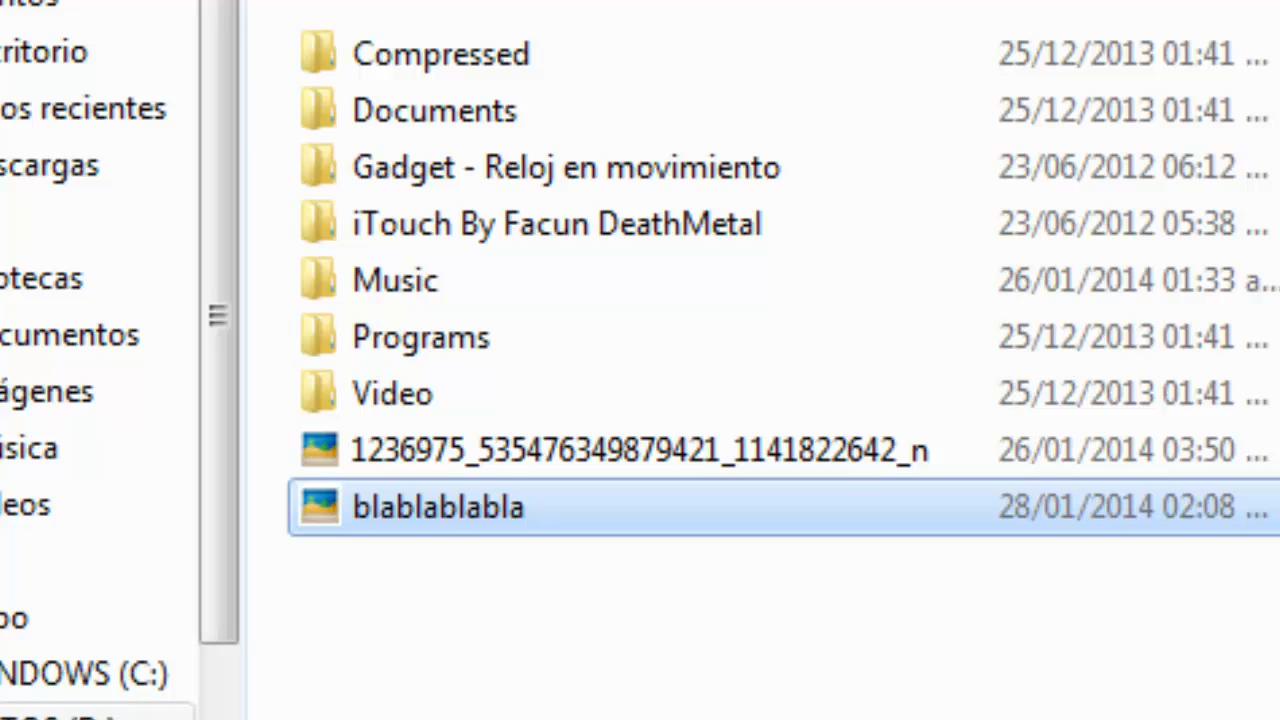 ritorio
os recientes
scargas
otecas
cumentos
ágenes
sica
leos
NDOWS (C:)
Compressed 25/12/2013 01:41 ...
Documents 25/12/2013 01:41 ...
Gadget - Reloj en movimiento 23/06/2012 06:12 ...
iTouch By Facun DeathMetal 23/06/2012 05:38 ...
Music 26/01/2014 01:33 a...
Programs 25/12/2013 01:41 ...
Video 25/12/2013 01:41 ...
1236975_535476349879421_1141822642_n 26/01/2014 03:50 ...
blablablabla 28/01/2014 02:08 ...